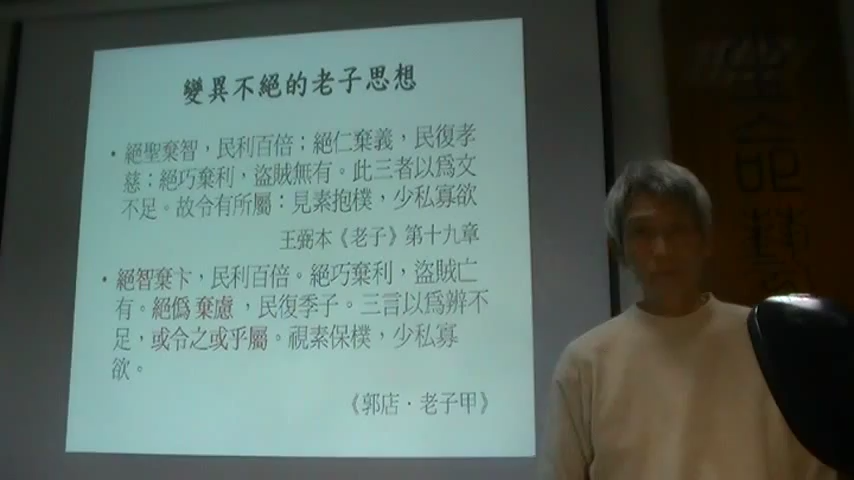 變異不絕的老子思想
•絕聖棄智，民利百倍；絕仁棄義，民復孝
慈；絕巧棄利，盜賊無有。此三者以爲文
不足。故令有所屬：見素抱樸，少私寡欲
王弼本《老子》第十九章
•絕智棄卞，民利百倍。絕巧棄利，盜賊亡
有。絕僞棄慮，民復季子。三言以爲辨不
足，或令之或乎屬。視素保樸，少私寡
欲。
《郭店．老子甲》
生命